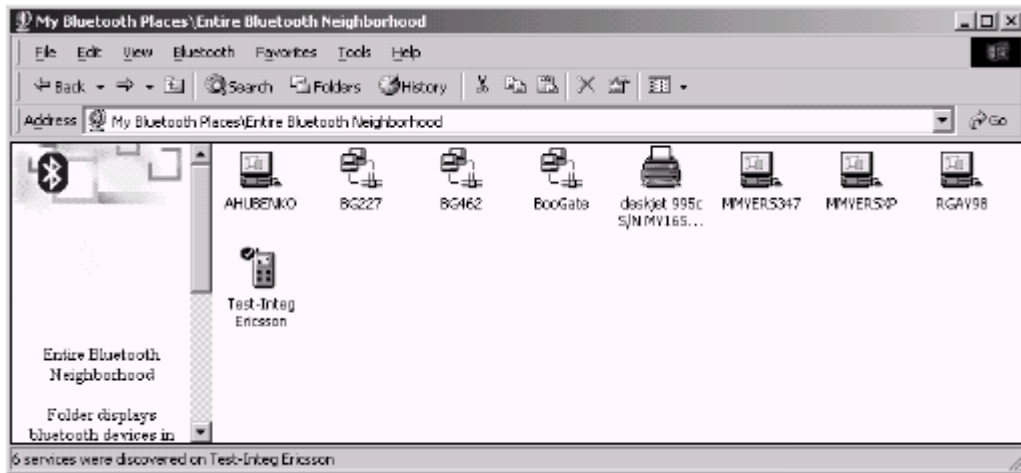 My Bluetooth Places\Entire Bluetooth Neighborhood
File Edit View Bluetooth Favorites Tools Help
Back Search Folders History
Address My Bluetooth Places\Entire Bluetooth Neighborhood Go
AHUBENKO BG227 BG462 BooGate deskjet 995c MMVERS347 MMVERSXP RGAV98
S/N MY165...
Test-Integ
Ericsson
Entire Bluetooth
Neighborhood
Folder displays
bluetooth devices in
6 services were discovered on Test-Integ Ericsson